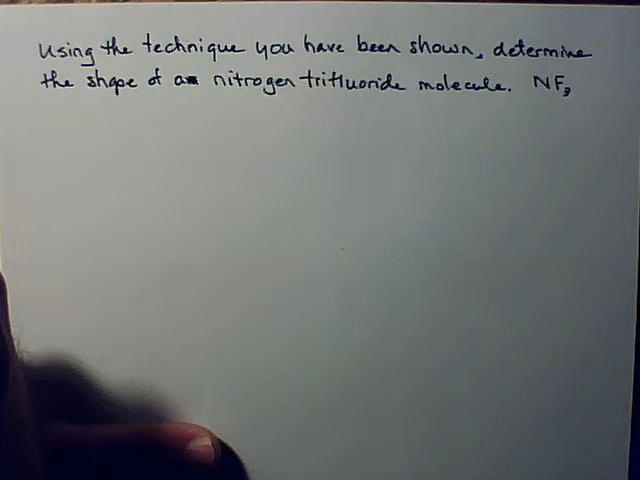 Using the technique you have been shown, determine
the shape of a nitrogen trifluoride molecule. NF₃